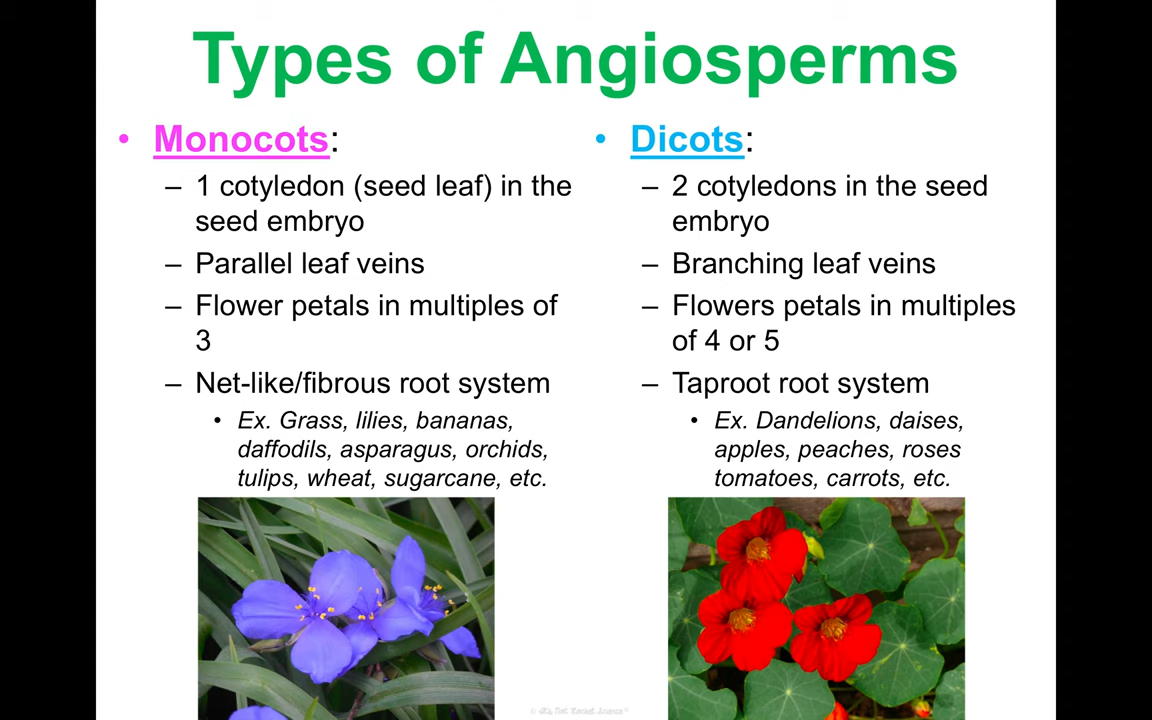 Types of Angiosperms
• Monocots:
– 1 cotyledon (seed leaf) in the
seed embryo
– Parallel leaf veins
– Flower petals in multiples of
3
– Net-like/fibrous root system
• Ex. Grass, lilies, bananas,
daffodils, asparagus, orchids,
tulips, wheat, sugarcane, etc.
• Dicots:
– 2 cotyledons in the seed
embryo
– Branching leaf veins
– Flowers petals in multiples
of 4 or 5
– Taproot root system
• Ex. Dandelions, daises,
apples, peaches, roses
tomatoes, carrots, etc.